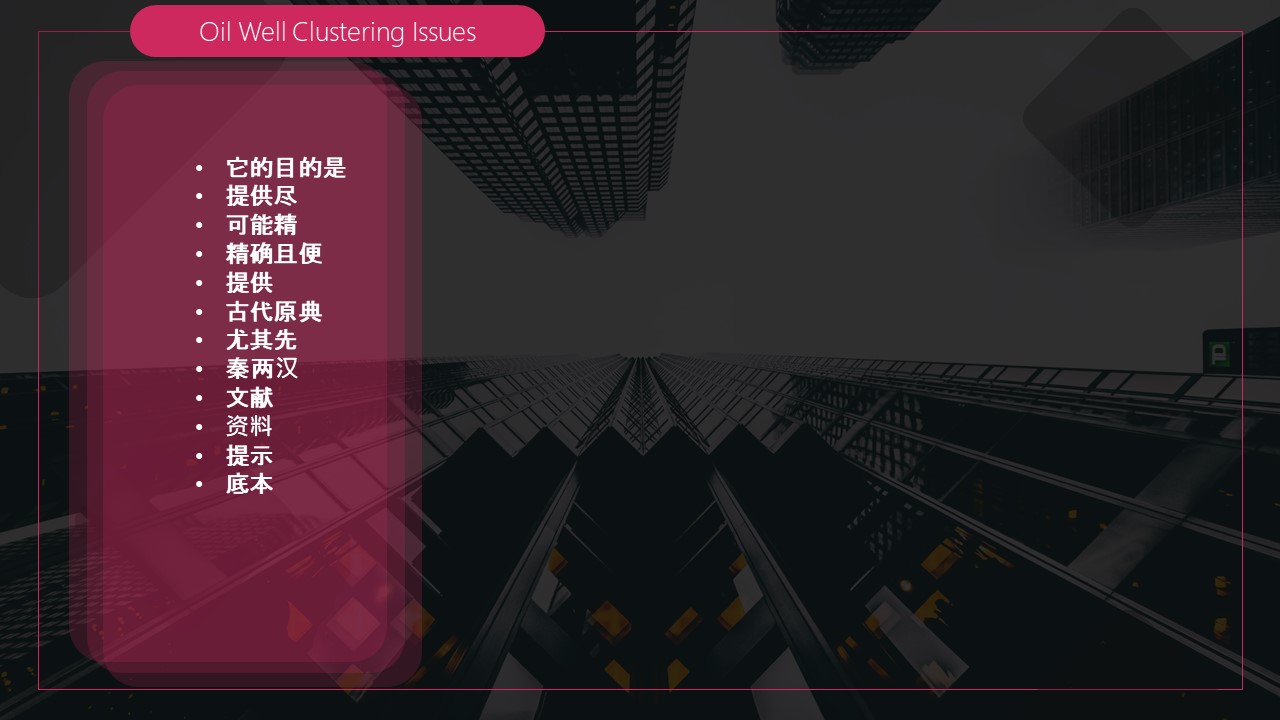 Oil Well Clustering Issues
• 它的目的是
• 提供尽
• 可能精
• 精确且便
• 提供
• 古代原典
• 尤其先
• 秦两汉
• 文献
• 资料
• 提示
• 底本